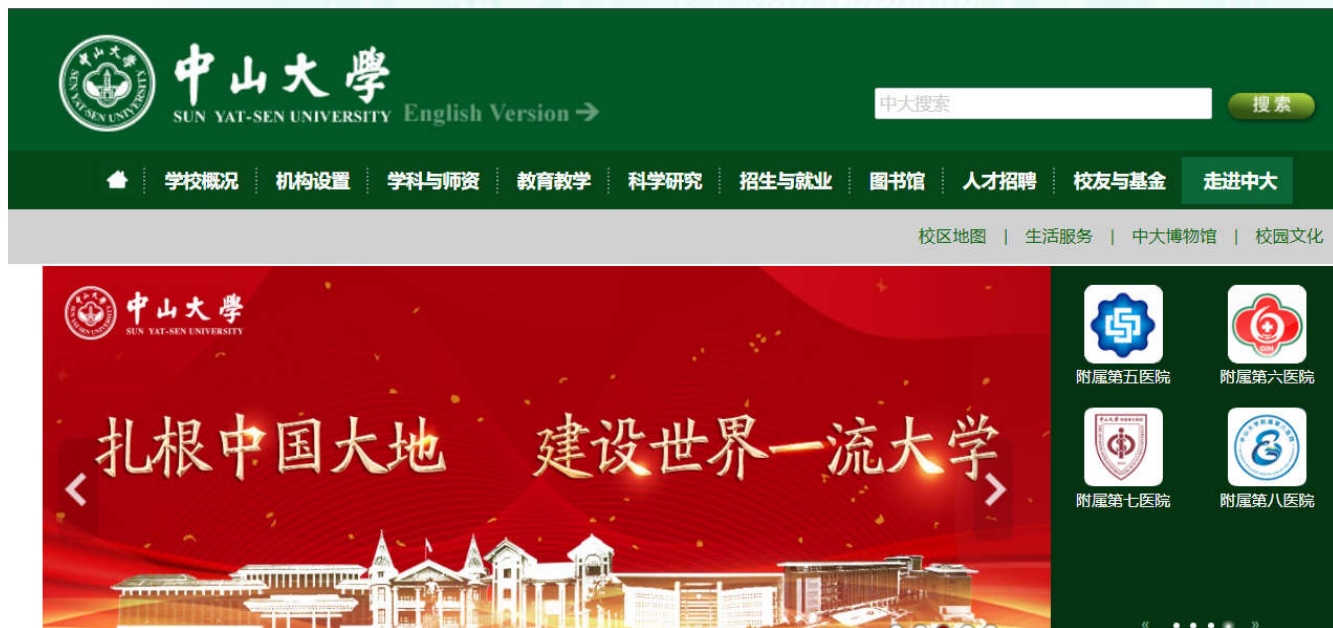 中山大學
SUN YAT-SEN UNIVERSITY English Version →
中大搜索 搜索
学校概况 机构设置 学科与师资 教育教学 科学研究 招生与就业 图书馆 人才招聘 校友与基金 走进中大
校区地图 | 生活服务 | 中大博物馆 | 校园文化
中山大學
SUN YAT-SEN UNIVERSITY
扎根中国大地 建设世界一流大学
附属第五医院 附属第六医院
附属第七医院 附属第八医院